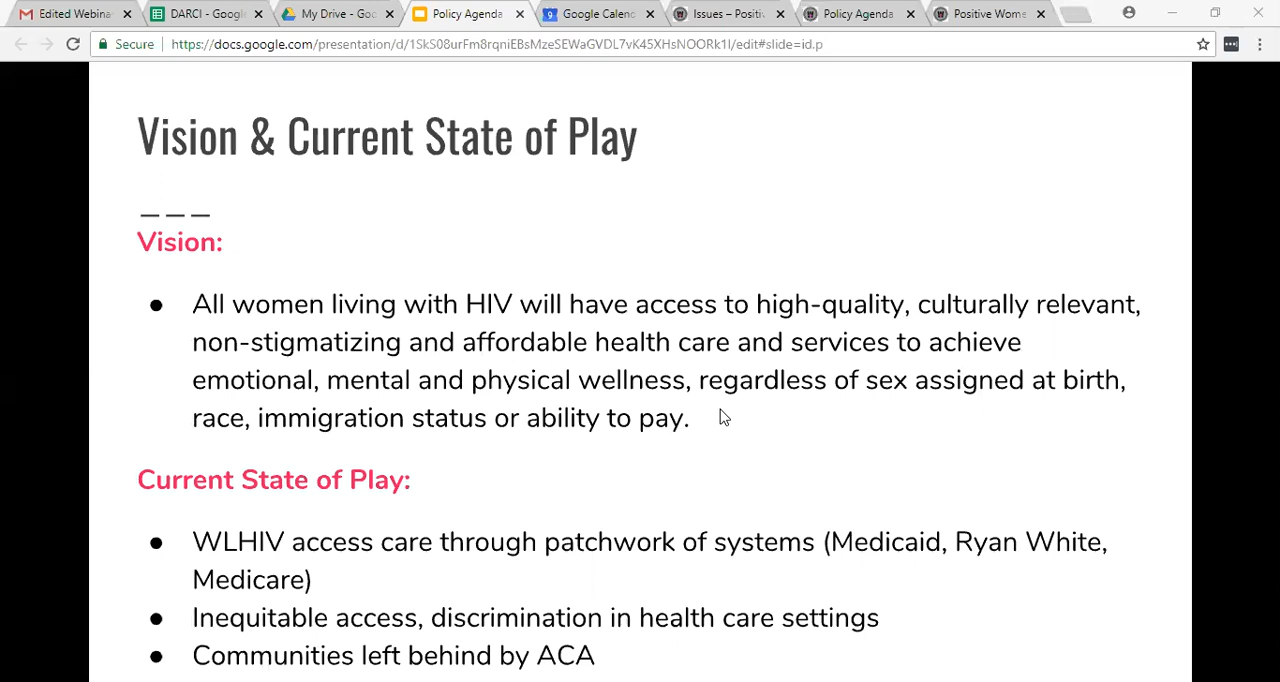 Edited Webina
DARCI - Google
My Drive - Goo
Policy Agenda
Google Calend
Issues – Positiv
Policy Agenda
Positive Wome
Secure
https://docs.google.com/presentation/d/1SkS08urFm8rqniEBsMzeSEWaGVDL7vK45XHsNOORk1I/edit#slide=id.p
Vision & Current State of Play
Vision:
● All women living with HIV will have access to high-quality, culturally relevant,
non-stigmatizing and affordable health care and services to achieve
emotional, mental and physical wellness, regardless of sex assigned at birth,
race, immigration status or ability to pay.
Current State of Play:
● WLHIV access care through patchwork of systems (Medicaid, Ryan White,
Medicare)
● Inequitable access, discrimination in health care settings
● Communities left behind by ACA